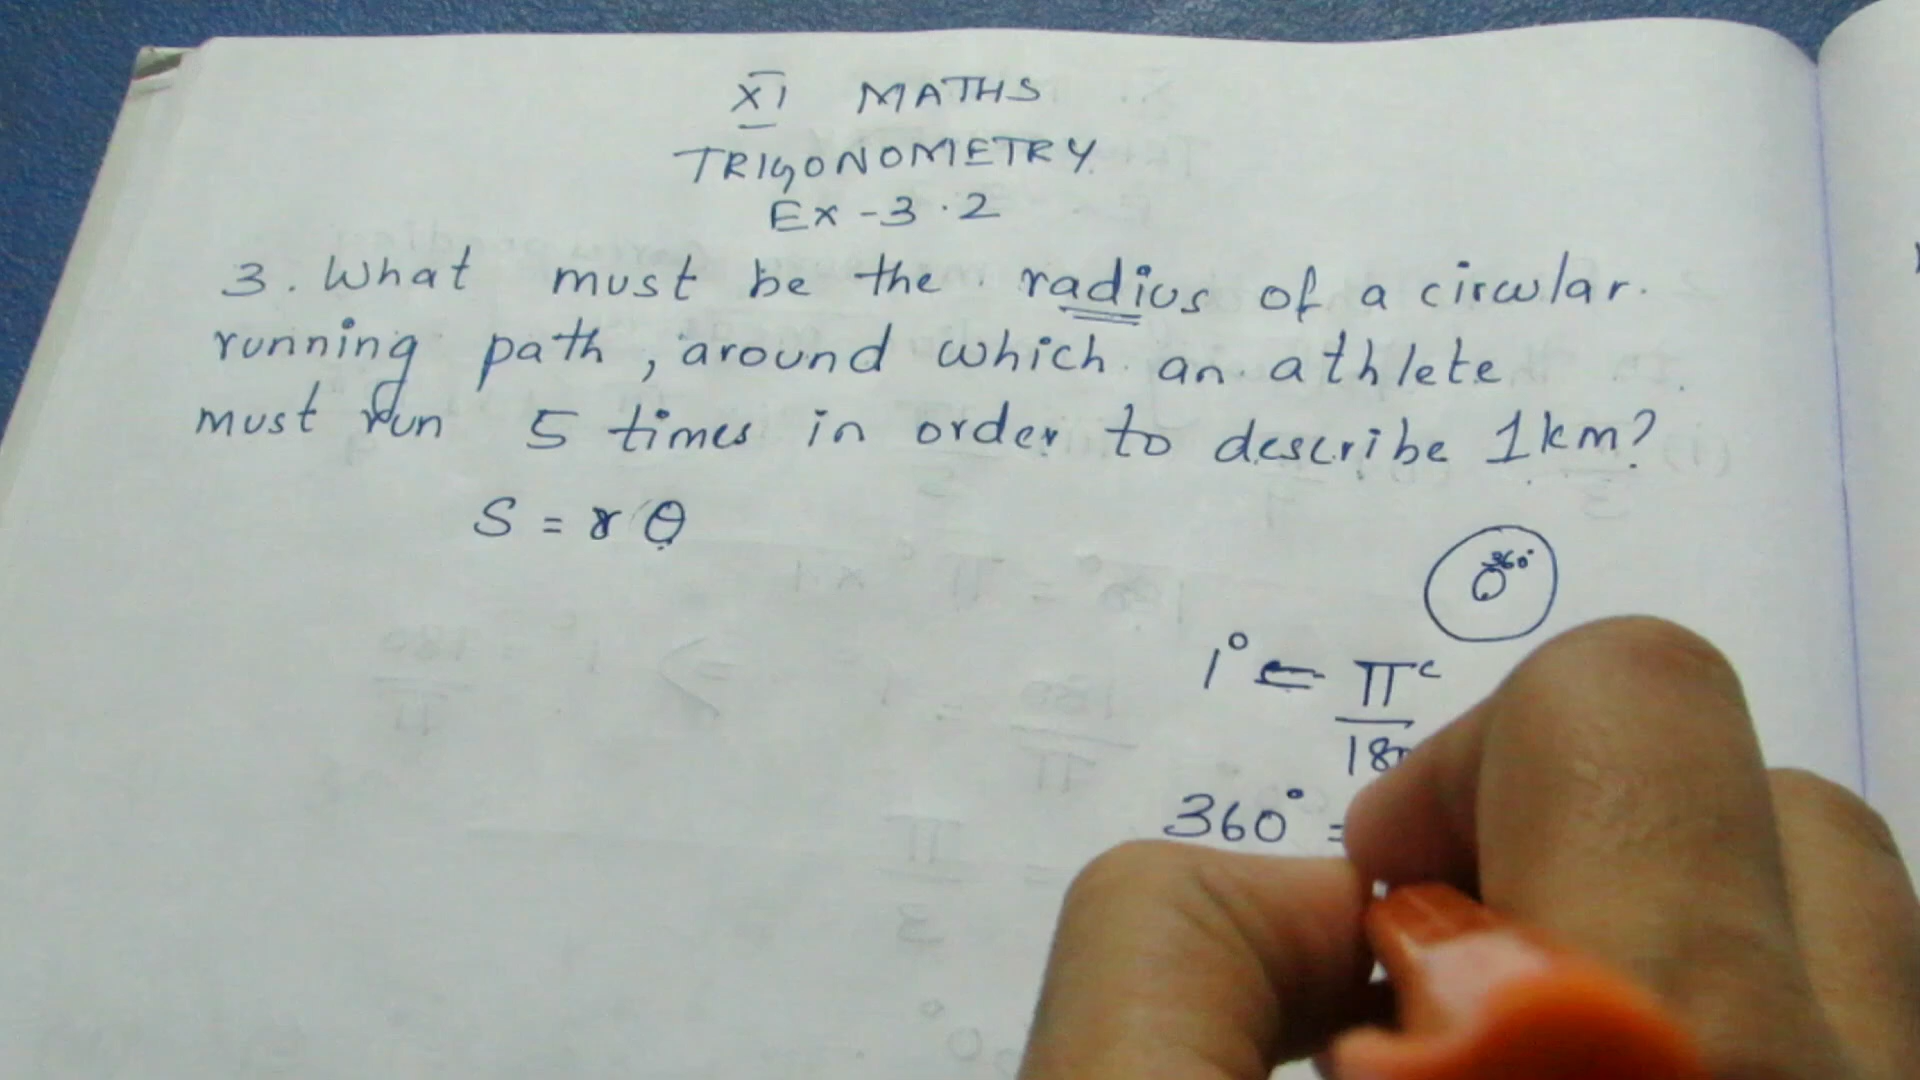 XI MATHS
TRIGONOMETRY
Ex - 3.2
3. What must be the radius of a circular
running path, around which an athlete
must run 5 times in order to describe 1km?
S = r θ
360°
1° = π^c
18
360° =